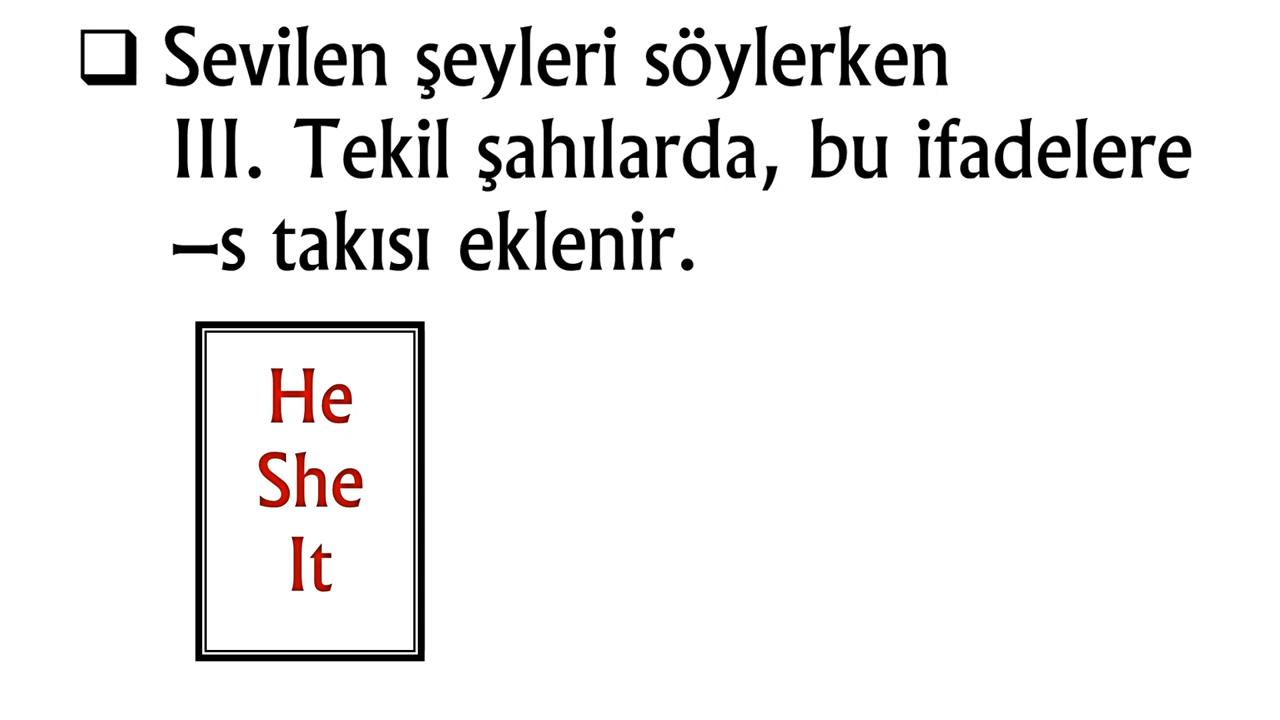 Sevilen şeyleri söylerken
III. Tekil şahılarda, bu ifadelere
–s takısı eklenir.
He
She
It